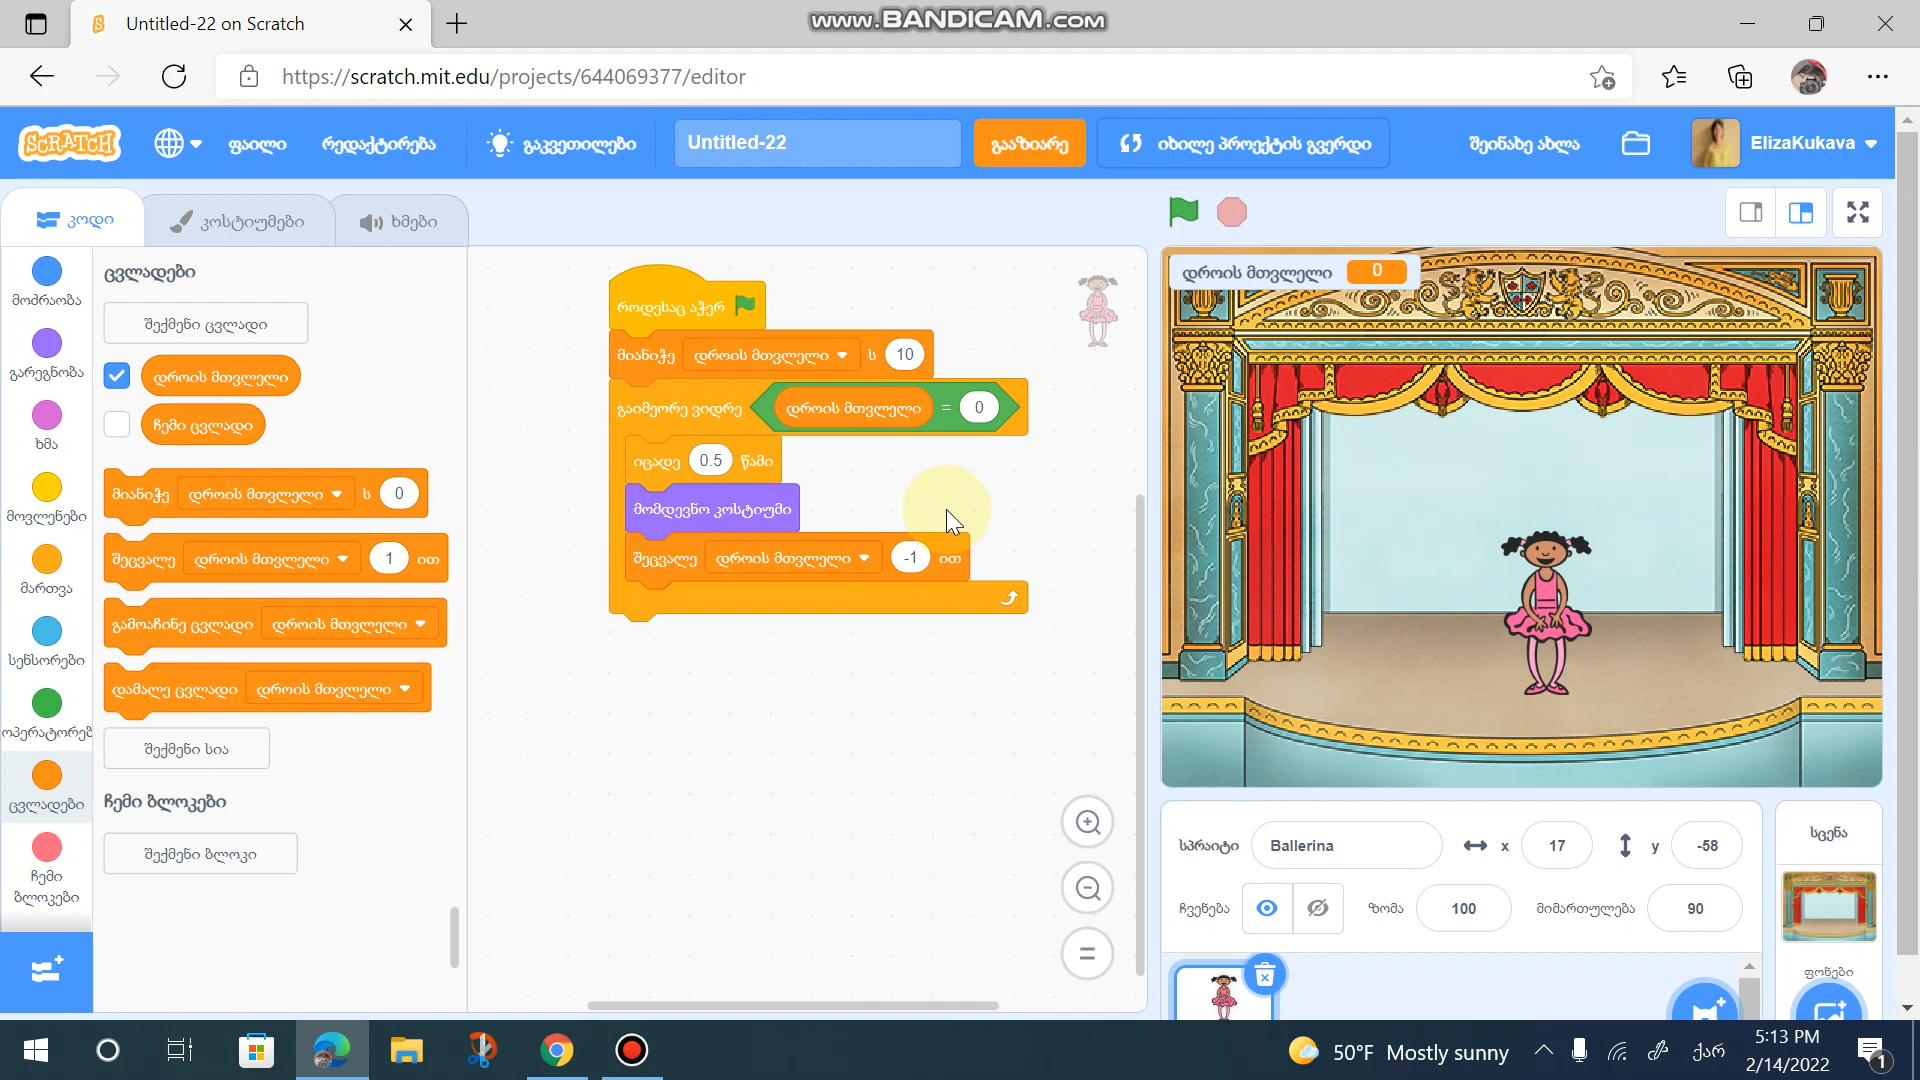 Untitled-22 on Scratch
www.BANDICAM.com
https://scratch.mit.edu/projects/644069377/editor
SCRATCH
ფაილი
რედაქტირება
გაკვეთილები
Untitled-22
გააზიარე
იხილე პროექტის გვერდი
შეინახე ახლა
ElizaKukava
კოდი
კოსტიუმები
ხმები
მოძრაობა
გარეგნობა
ხმა
მოვლენები
მართვა
სენსორები
ოპერატორებ
ცვლადები
ჩემი
ბლოკები
ცვლადები
შექმენი ცვლადი
დროის მთვლელი
ჩემი ცვლადი
მიანიჭე დროის მთვლელი ს 0
შეცვალე დროის მთვლელი 1 ით
გამოაჩინე ცვლადი დროის მთვლელი
დამალე ცვლადი დროის მთვლელი
შექმენი სია
ჩემი ბლოკები
შექმენი ბლოკი
როდესაც აჭერ
მიანიჭე დროის მთვლელი ს 10
გაიმეორე ვიდრე დროის მთვლელი = 0
იცადე 0.5 წამი
მომდევნო კოსტიუმი
შეცვალე დროის მთვლელი -1 ით
დროის მთვლელი 0
სპრაიტი Ballerina x 17 y -58
ჩვენება ზომა 100 მიმართულება 90
სცენა
ფონები
50°F Mostly sunny
ქარ
5:13 PM
2/14/2022
1